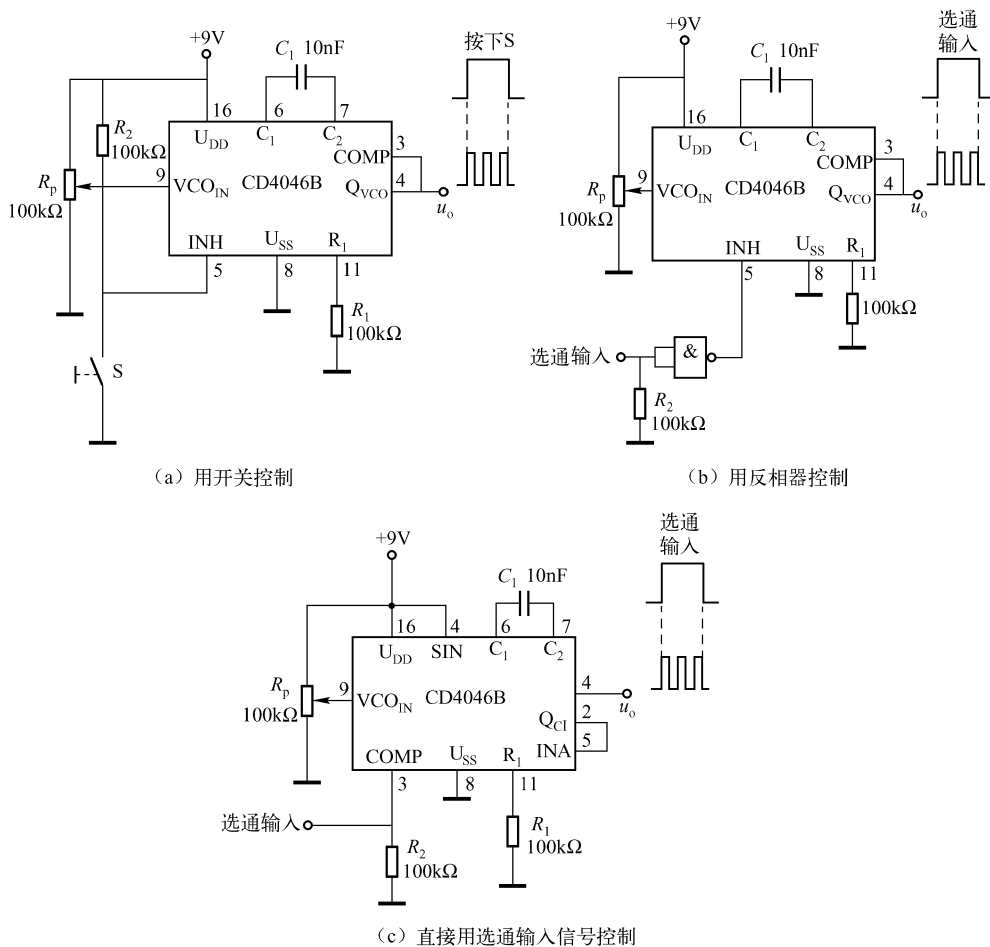 +9V
C1 10nF
按下S
16
6
7
UDD
C1
C2
3
COMP
R2
100kΩ
9
VCOIN
CD4046B
QVCO
4
uo
Rp
100kΩ
INH
USS
R1
5
8
11
R1
100kΩ
S
(a)用开关控制
+9V
C1 10nF
选通
输入
16
UDD
C1
C2
3
COMP
9
VCOIN
CD4046B
QVCO
4
uo
Rp
100kΩ
INH
USS
R1
5
8
11
100kΩ
选通输入
&
R2
100kΩ
(b)用反相器控制
+9V
C1 10nF
选通
输入
16
4
6
7
UDD
SIN
C1
C2
9
VCOIN
CD4046B
4
uo
Rp
100kΩ
QCI
2
INA
5
COMP
USS
R1
3
8
11
选通输入
R2
100kΩ
R1
100kΩ
(c)直接用选通输入信号控制